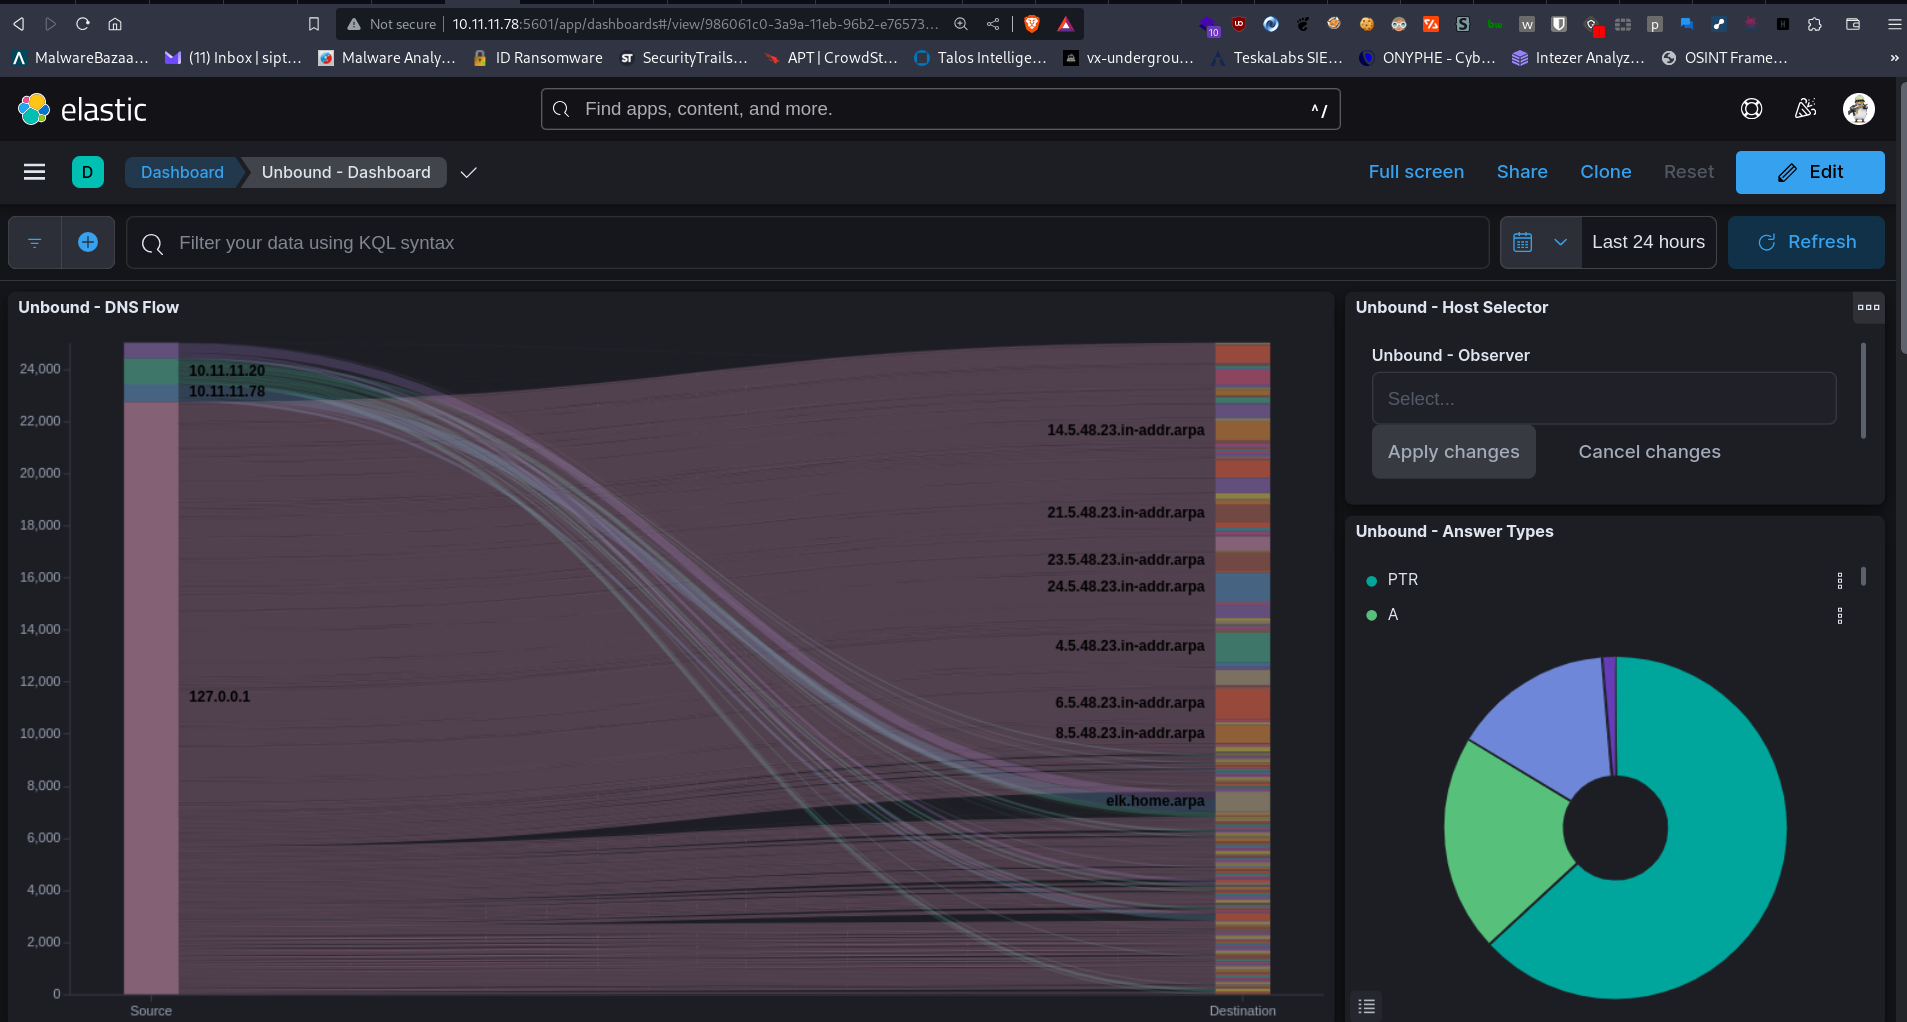 Not secure 10.11.11.78:5601/app/dashboards#/view/986061c0-3a9a-11eb-96b2-e76573...
10
MalwareBazaa... (11) Inbox | sipt... Malware Analy... ID Ransomware SecurityTrails... APT | CrowdSt... Talos Intellige... vx-undergrou... TeskaLabs SIE... ONYPHE - Cyb... Intezer Analyz... OSINT Frame... »
elastic
Find apps, content, and more. ^/
D Dashboard Unbound - Dashboard Full screen Share Clone Reset Edit
Filter your data using KQL syntax Last 24 hours Refresh
Unbound - DNS Flow
24,000
22,000
20,000
18,000
16,000
14,000
12,000
10,000
8,000
6,000
4,000
2,000
0
10.11.11.20
10.11.11.78
127.0.0.1
14.5.48.23.in-addr.arpa
21.5.48.23.in-addr.arpa
23.5.48.23.in-addr.arpa
24.5.48.23.in-addr.arpa
4.5.48.23.in-addr.arpa
6.5.48.23.in-addr.arpa
8.5.48.23.in-addr.arpa
elk.home.arpa
Source Destination
Unbound - Host Selector
Unbound - Observer
Select...
Apply changes Cancel changes
Unbound - Answer Types
PTR
A